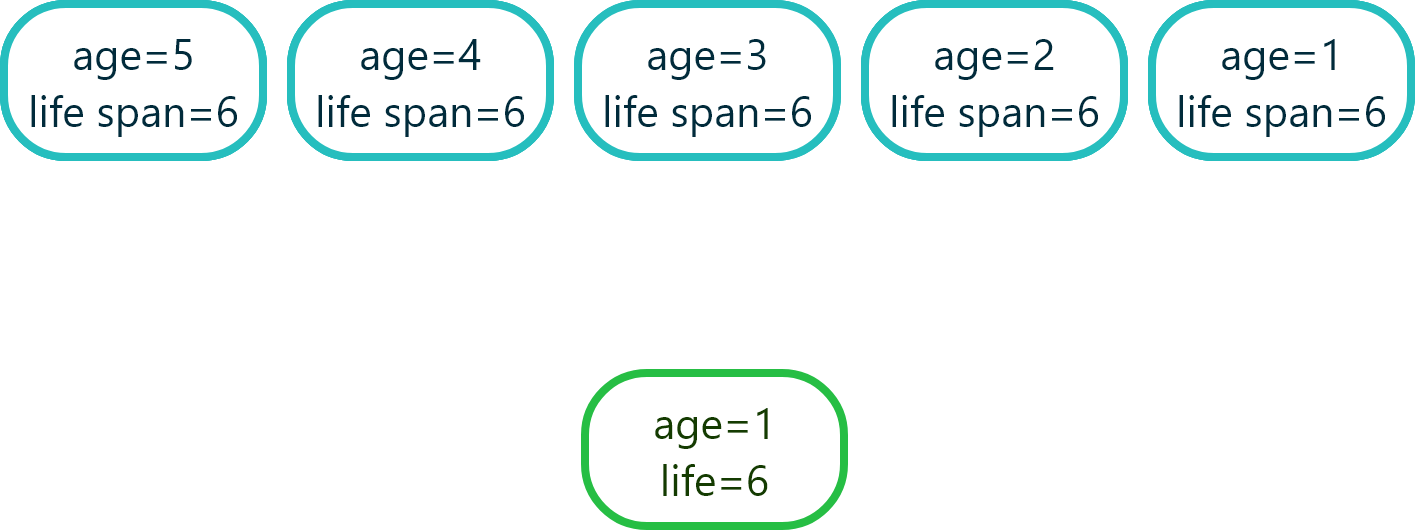 age=5
life span=6
age=4
life span=6
age=3
life span=6
age=2
life span=6
age=1
life span=6
age=1
life=6